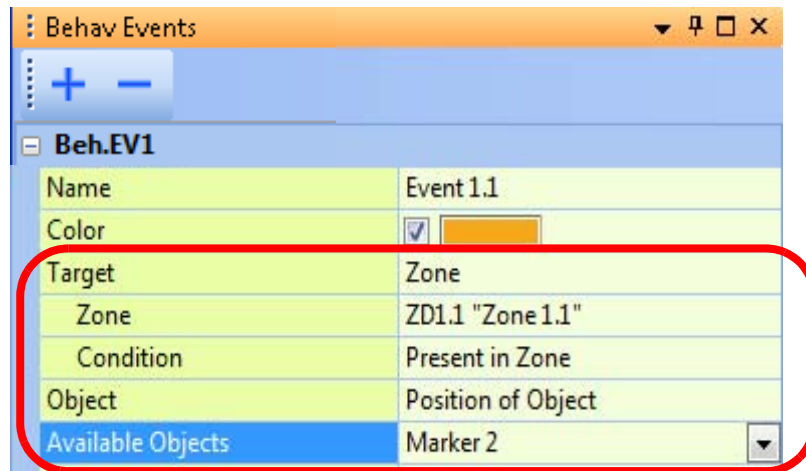 Behav Events
Beh.EV1
Name Event 1.1
Color
Target Zone
Zone ZD1.1 "Zone 1.1"
Condition Present in Zone
Object Position of Object
Available Objects Marker 2